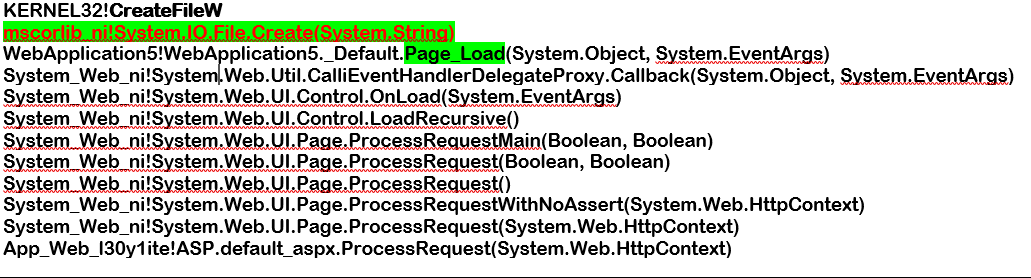 KERNEL32!CreateFileW
mscorlib_ni!System.IO.File.Create(System.String)
WebApplication5!WebApplication5._Default.Page_Load(System.Object, System.EventArgs)
System_Web_ni!System.Web.Util.CalliEventHandlerDelegateProxy.Callback(System.Object, System.EventArgs)
System_Web_ni!System.Web.UI.Control.OnLoad(System.EventArgs)
System_Web_ni!System.Web.UI.Control.LoadRecursive()
System_Web_ni!System.Web.UI.Page.ProcessRequestMain(Boolean, Boolean)
System_Web_ni!System.Web.UI.Page.ProcessRequest(Boolean, Boolean)
System_Web_ni!System.Web.UI.Page.ProcessRequest()
System_Web_ni!System.Web.UI.Page.ProcessRequestWithNoAssert(System.Web.HttpContext)
System_Web_ni!System.Web.UI.Page.ProcessRequest(System.Web.HttpContext)
App_Web_l30y1ite!ASP.default_aspx.ProcessRequest(System.Web.HttpContext)